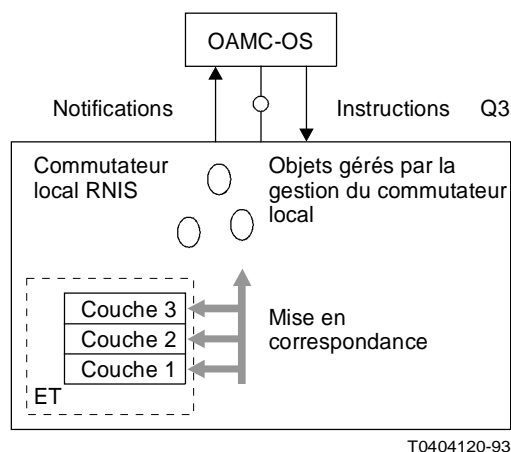 OAMC-OS
Notifications
Instructions
Q3
Commutateur
local RNIS
Objets gérés par la
gestion du commutateur
local
Couche 3
Couche 2
Couche 1
ET
Mise en
correspondance
T0404120-93